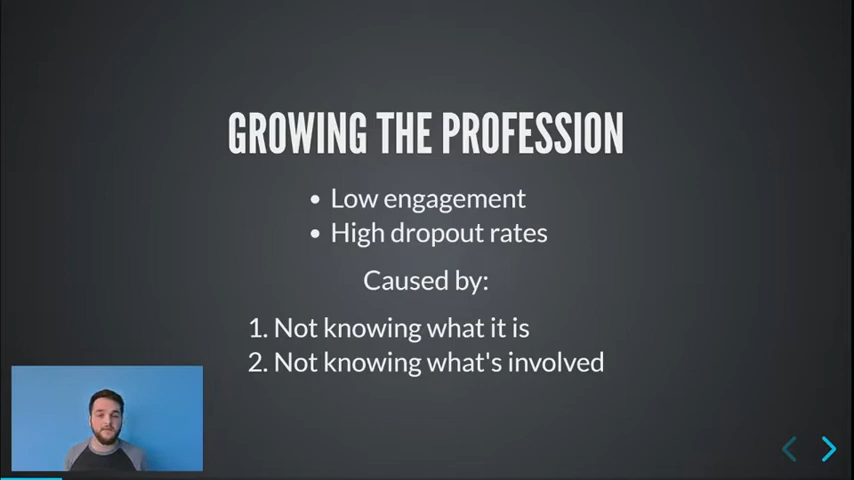 GROWING THE PROFESSION
• Low engagement
• High dropout rates
Caused by:
1. Not knowing what it is
2. Not knowing what's involved